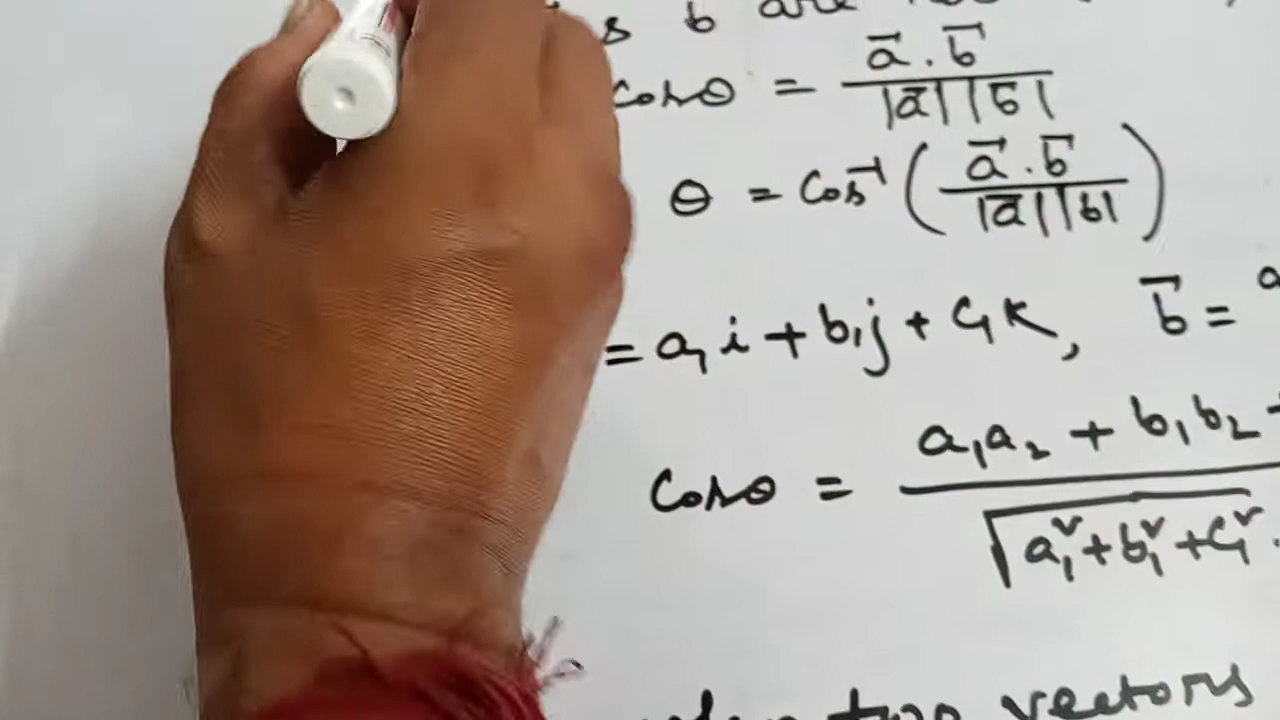 b are
cosθ = a⃗ . b⃗ / |a⃗| |b⃗|
θ = cos⁻¹ ( a⃗ . b⃗ / |a⃗| |b| )
= a₁i + b₁j + c₁k, b⃗ =
cosθ = a₁a₂ + b₁b₂ + / √a₁² + b₁² + c₁² .
two vectors